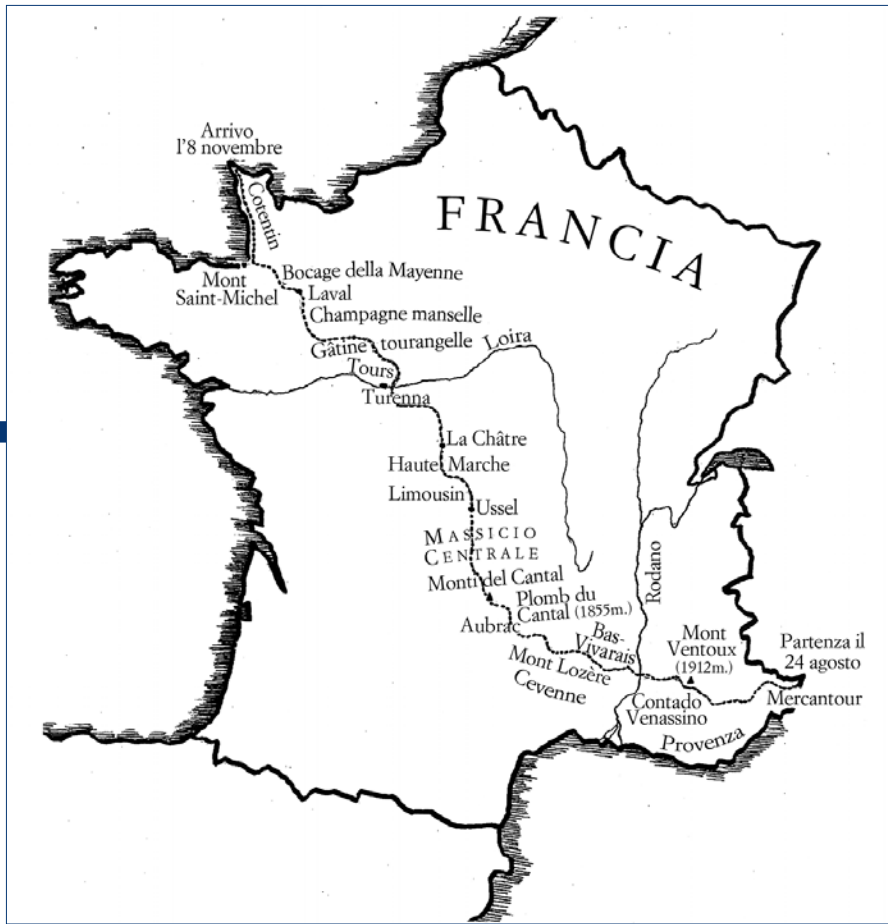 Arrivo
l'8 novembre
Cotentin
FRANCIA
Mont
Saint-Michel
Bocage della Mayenne
Laval
Champagne manselle
Gâtine tourangelle
Loira
Tours
Turenna
La Châtre
Haute Marche
Limousin
Ussel
MASSICIO
CENTRALE
Monti del Cantal
Plomb du
Cantal (1855m.)
Aubrac
Bas-
Vivarais
Mont Lozère
Cevenne
Rodano
Mont
Ventoux
(1912m.)
Partenza il
24 agosto
Mercantour
Contado
Venassino
Provenza